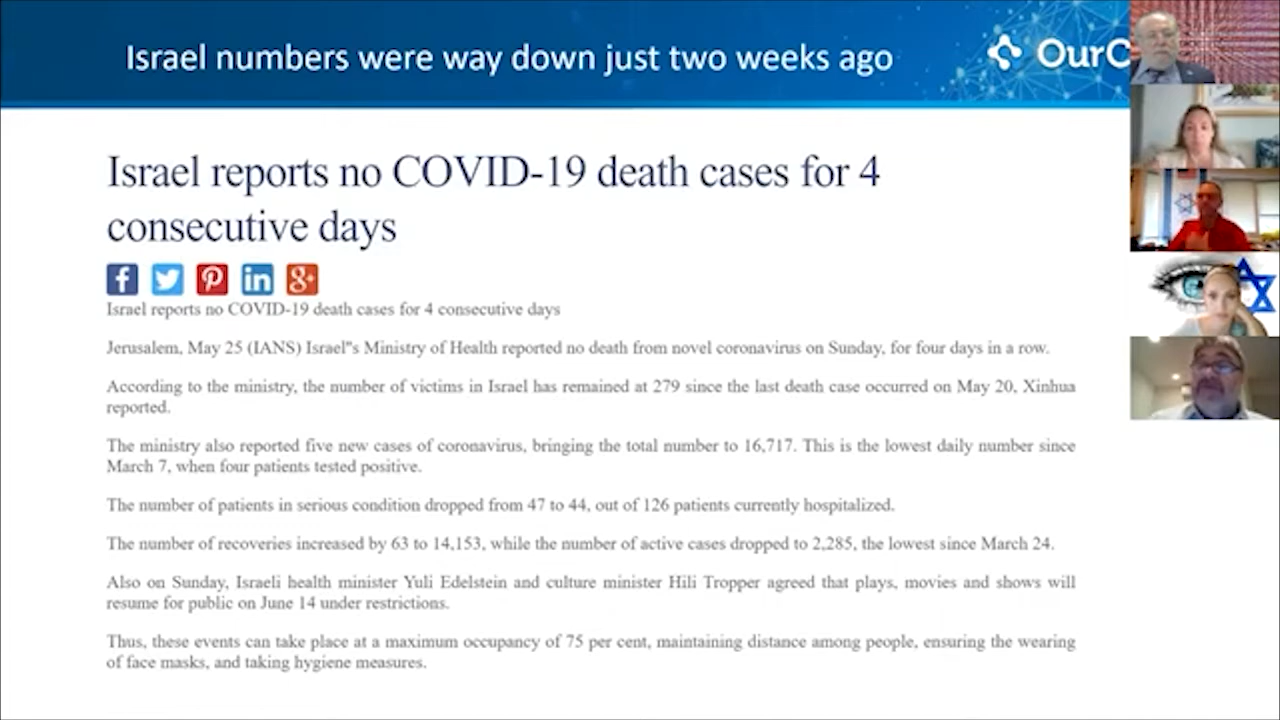 Israel numbers were way down just two weeks ago
OurC
Israel reports no COVID-19 death cases for 4
consecutive days
Israel reports no COVID-19 death cases for 4 consecutive days
Jerusalem, May 25 (IANS) Israel"s Ministry of Health reported no death from novel coronavirus on Sunday, for four days in a row.
According to the ministry, the number of victims in Israel has remained at 279 since the last death case occurred on May 20, Xinhua
reported.
The ministry also reported five new cases of coronavirus, bringing the total number to 16,717. This is the lowest daily number since
March 7, when four patients tested positive.
The number of patients in serious condition dropped from 47 to 44, out of 126 patients currently hospitalized.
The number of recoveries increased by 63 to 14,153, while the number of active cases dropped to 2,285, the lowest since March 24.
Also on Sunday, Israeli health minister Yuli Edelstein and culture minister Hili Tropper agreed that plays, movies and shows will
resume for public on June 14 under restrictions.
Thus, these events can take place at a maximum occupancy of 75 per cent, maintaining distance among people, ensuring the wearing
of face masks, and taking hygiene measures.